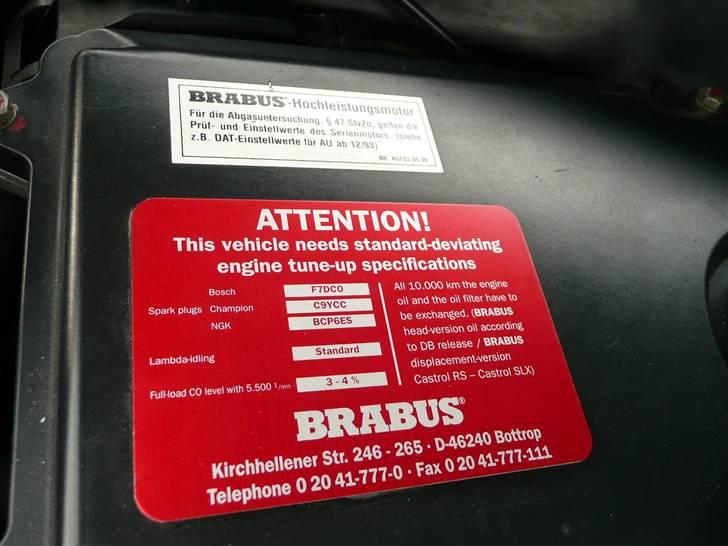 BRABUS®-Hochleistungsmotor
Für die Abgasuntersuchung, § 47 StVZo, gelten die
Prüf- und Einstellwerte des Serienmotors. (siehe
z.B. DAT-Einstellwerte für AU ab 12/93)
ATTENTION!
This vehicle needs standard-deviating
engine tune-up specifications
Bosch F7DCO
Spark plugs Champion C9YCC
NGK BCP6ES
Lambda-idling Standard
Full-load CO level with 5.500 1/min 3 - 4 %
All 10.000 km the engine
oil and the oil filter have to
be exchanged. (BRABUS
head-version oil according
to DB release / BRABUS
displacement-version
Castrol RS – Castrol SLX)
BRABUS®
Kirchhellener Str. 246 - 265 · D-46240 Bottrop
Telephone 0 20 41-777-0 · Fax 0 20 41-777-111